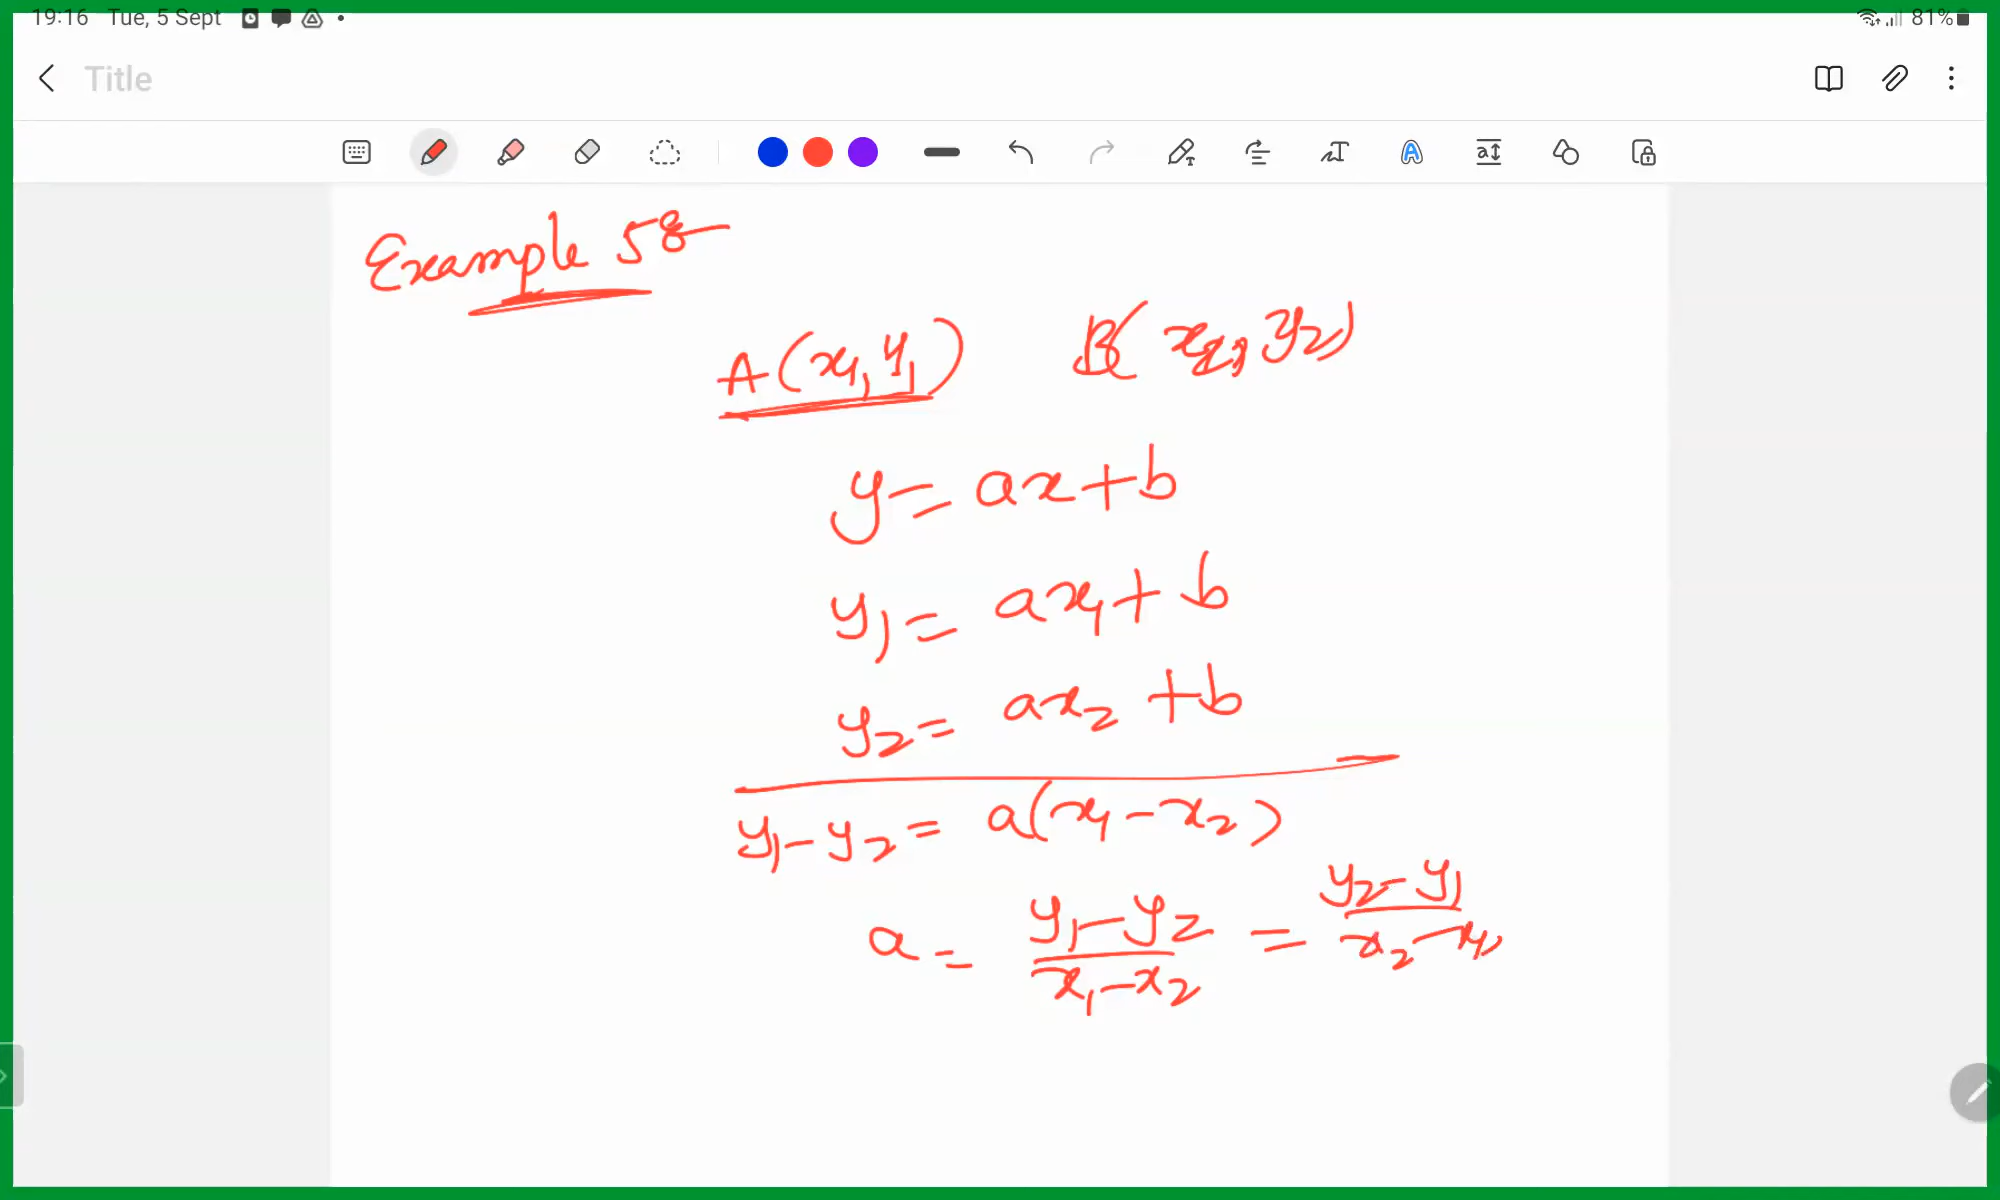 19:16 Tue, 5 Sept 81%
Title
Example 58
A(x₁, y₁) B(x₂, y₂)
y = ax + b
y₁ = ax₁ + b
y₂ = ax₂ + b
y₁ - y₂ = a(x₁ - x₂)
a = (y₁ - y₂)/(x₁ - x₂) = (y₂ - y₁)/(x₂ - x₁)